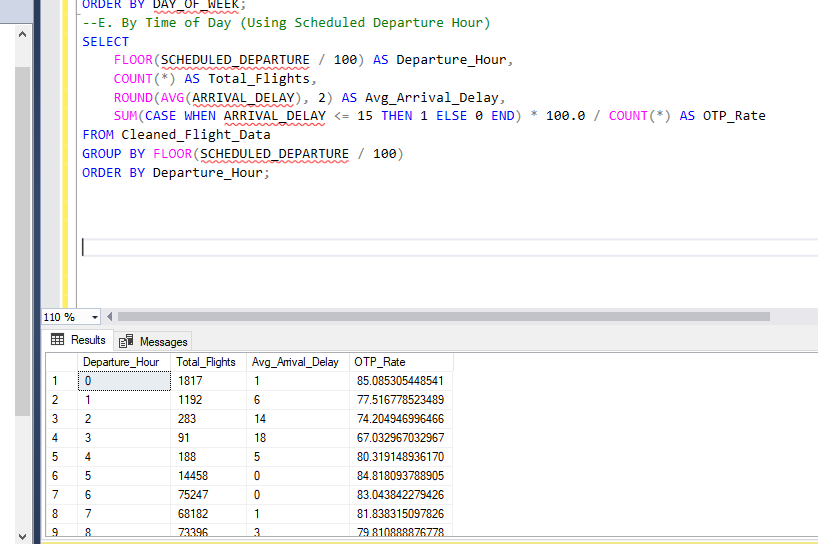 ORDER BY DAY_OF_WEEK;
--E. By Time of Day (Using Scheduled Departure Hour)
SELECT
FLOOR(SCHEDULED_DEPARTURE / 100) AS Departure_Hour,
COUNT(*) AS Total_Flights,
ROUND(AVG(ARRIVAL_DELAY), 2) AS Avg_Arrival_Delay,
SUM(CASE WHEN ARRIVAL_DELAY <= 15 THEN 1 ELSE 0 END) * 100.0 / COUNT(*) AS OTP_Rate
FROM Cleaned_Flight_Data
GROUP BY FLOOR(SCHEDULED_DEPARTURE / 100)
ORDER BY Departure_Hour;
110 %
Results Messages
Departure_Hour Total_Flights Avg_Arrival_Delay OTP_Rate
1 0 1817 1 85.085305448541
2 1 1192 6 77.516778523489
3 2 283 14 74.204946996466
4 3 91 18 67.032967032967
5 4 188 5 80.319148936170
6 5 14458 0 84.818093788905
7 6 75247 0 83.043842279426
8 7 68182 1 81.838315097826
9 8 73396 3 79.810888876778